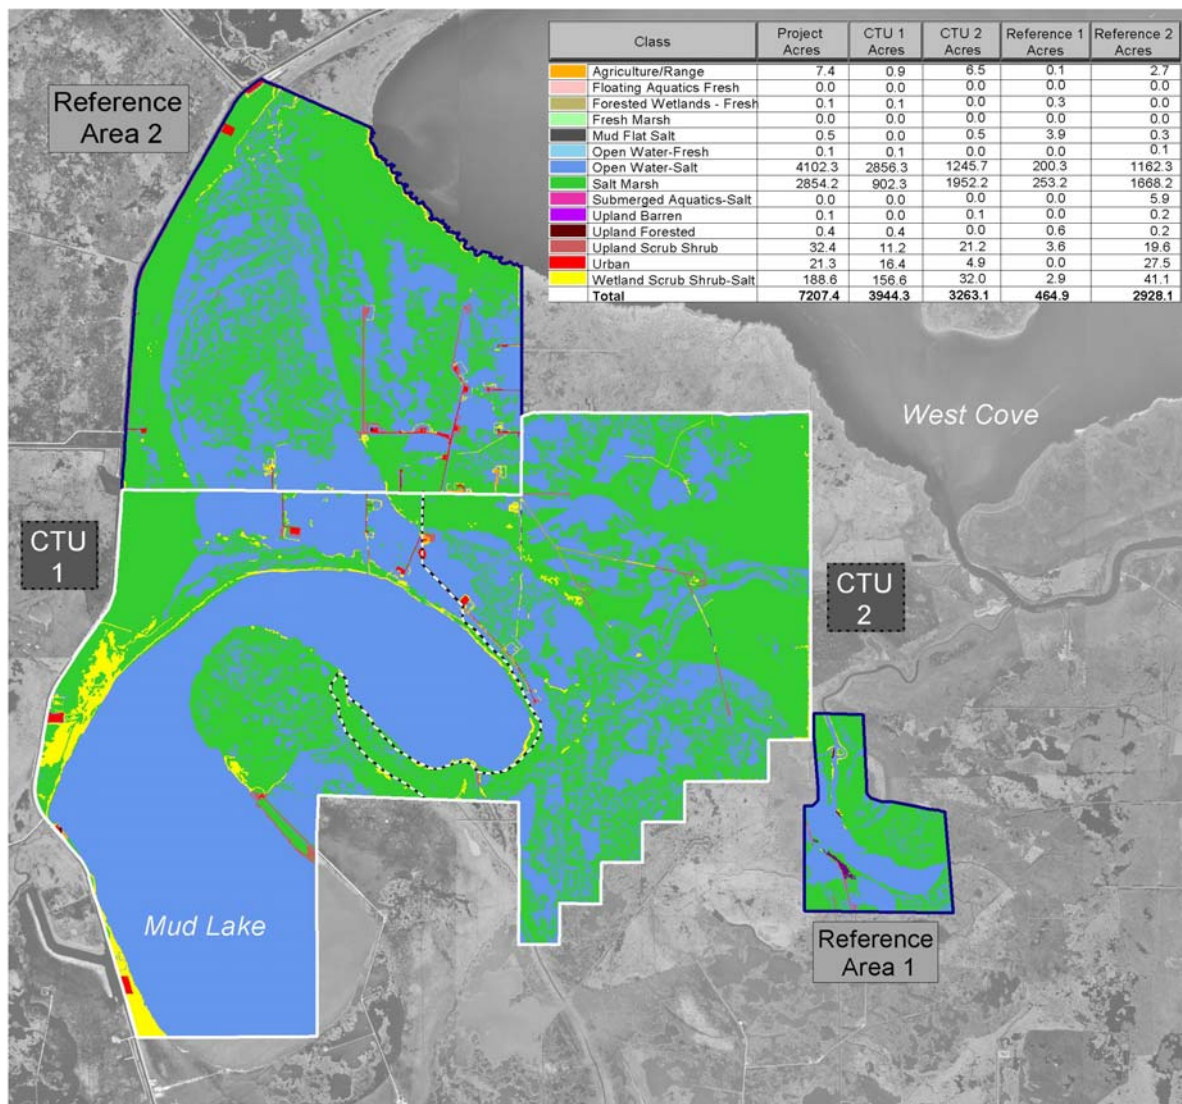 Class Project Acres CTU 1 Acres CTU 2 Acres Reference 1 Acres Reference 2 Acres
Agriculture/Range 7.4 0.9 6.5 0.1 2.7
Floating Aquatics Fresh 0.0 0.0 0.0 0.0 0.0
Forested Wetlands - Fresh 0.1 0.1 0.0 0.3 0.0
Fresh Marsh 0.0 0.0 0.0 0.0 0.0
Mud Flat Salt 0.5 0.0 0.5 3.9 0.3
Open Water-Fresh 0.1 0.1 0.0 0.0 0.1
Open Water-Salt 4102.3 2856.3 1245.7 200.3 1162.3
Salt Marsh 2854.2 902.3 1952.2 253.2 1668.2
Submerged Aquatics-Salt 0.0 0.0 0.0 0.0 5.9
Upland Barren 0.1 0.0 0.1 0.0 0.2
Upland Forested 0.4 0.4 0.0 0.6 0.2
Upland Scrub Shrub 32.4 11.2 21.2 3.6 19.6
Urban 21.3 16.4 4.9 0.0 27.5
Wetland Scrub Shrub-Salt 188.6 156.6 32.0 2.9 41.1
Total 7207.4 3944.3 3263.1 464.9 2928.1
Reference
Area 2
West Cove
CTU
1
CTU
2
Mud Lake
Reference
Area 1